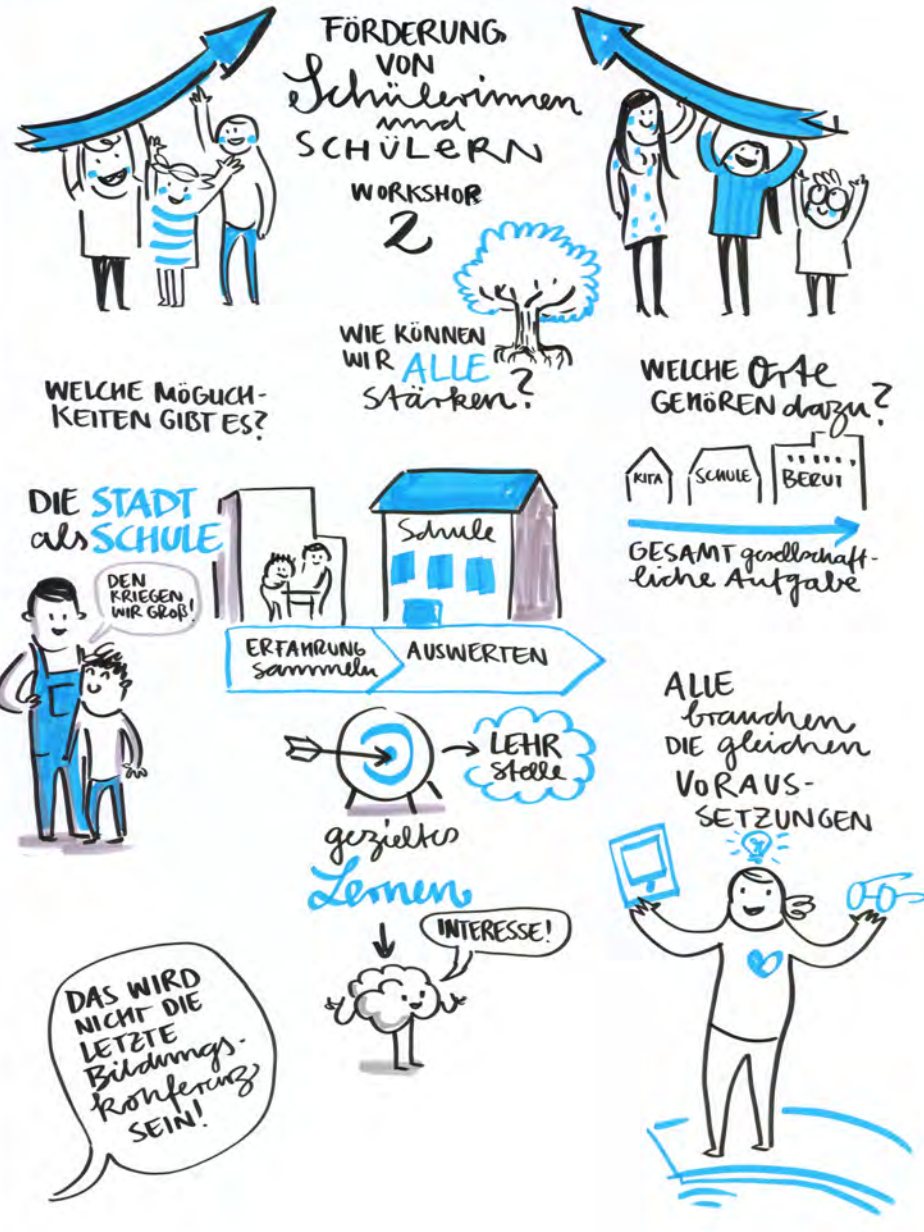 FÖRDERUNG
VON
Schülerinnen
und
SCHÜLERN
WORKSHOP
2
WIE KÖNNEN
WIR ALLE
stärken?
WELCHE MÖGLICH-
KEITEN GIBT ES?
WELCHE Orte
GEHÖREN dazu?
KITA
SCHULE
BERUF
GESAMT gesellschaft-
liche Aufgabe
DIE STADT
als SCHULE
DEN
KRIEGEN
WIR GROß!
Schule
ERFAHRUNG
sammeln
AUSWERTEN
LEHR
stelle
gezieltes
Lernen
INTERESSE!
ALLE
brauchen
DIE gleichen
VORAUS-
SETZUNGEN
DAS WIRD
NICHT DIE
LETZTE
Bildungs-
konferenz
SEIN!